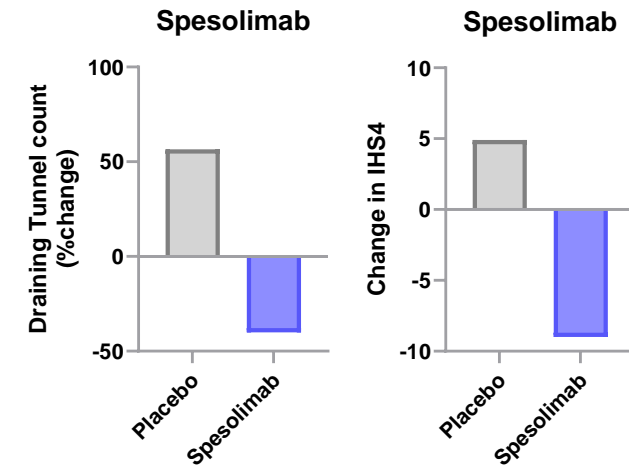 Spesolimab
Draining Tunnel count
(%change)
100
50
0
-50
Placebo
Spesolimab
Spesolimab
Change in IHS4
10
5
0
-5
-10
Placebo
Spesolimab